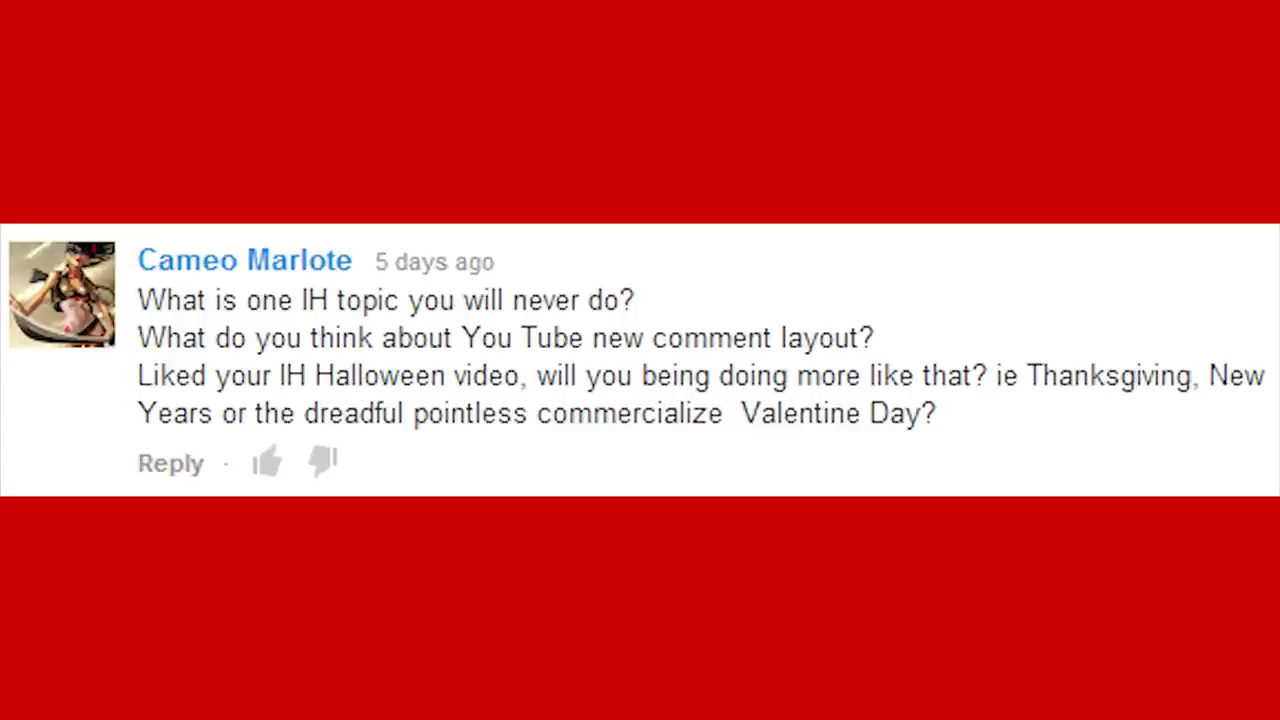 Cameo Marlote 5 days ago
What is one IH topic you will never do?
What do you think about You Tube new comment layout?
Liked your IH Halloween video, will you being doing more like that? ie Thanksgiving, New
Years or the dreadful pointless commercialize  Valentine Day?
Reply ·